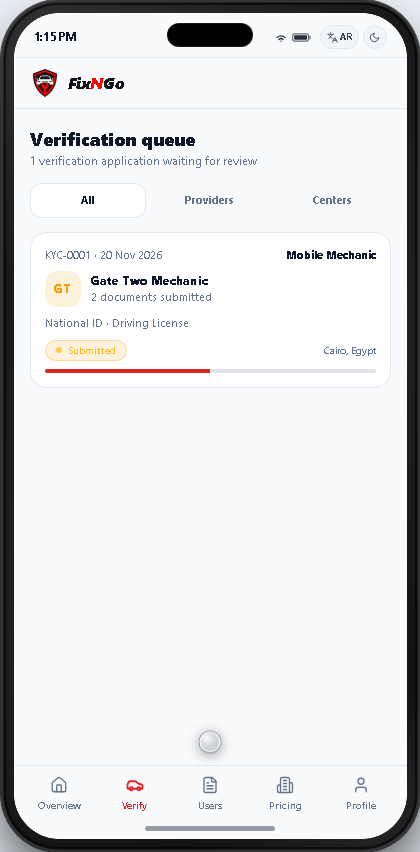 1:15 PM
AR
FixNGo
Verification queue
1 verification application waiting for review
All
Providers
Centers
KYC-0001 · 20 Nov 2026
Mobile Mechanic
GT
Gate Two Mechanic
2 documents submitted
National ID · Driving License
Submitted
Cairo, Egypt
Overview
Verify
Users
Pricing
Profile